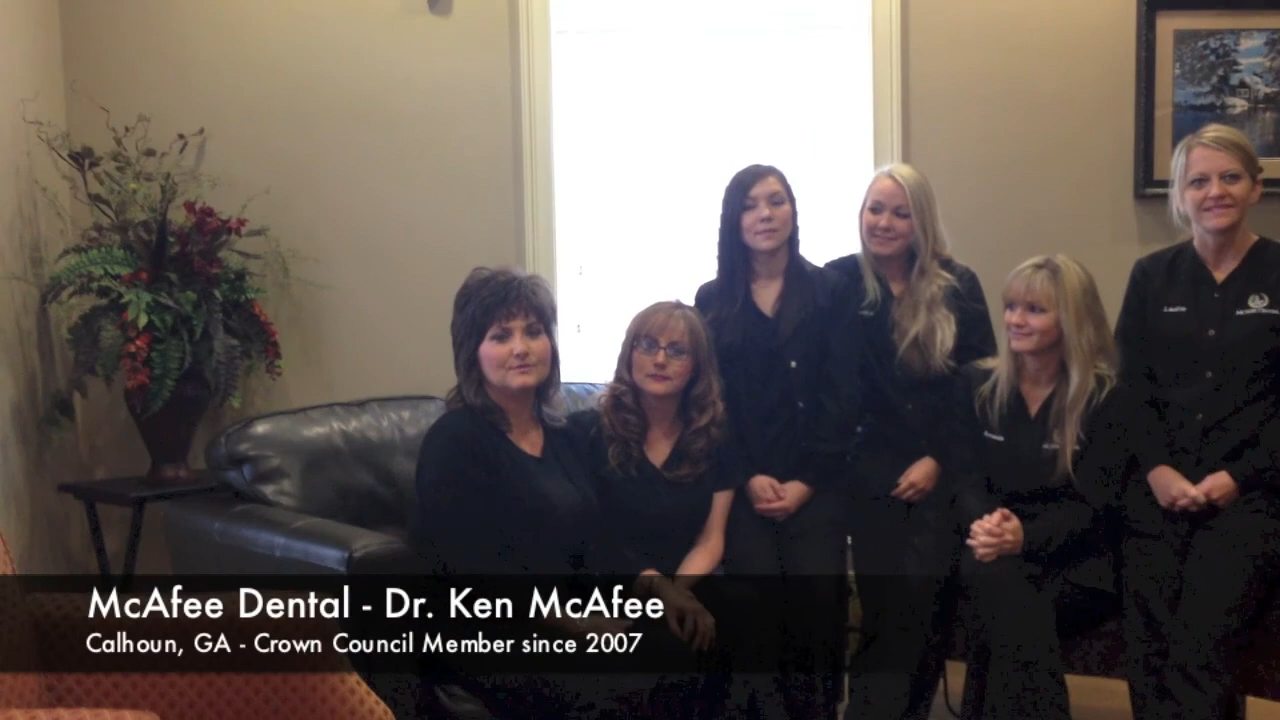 McAfee Dental - Dr. Ken McAfee
Calhoun, GA - Crown Council Member since 2007